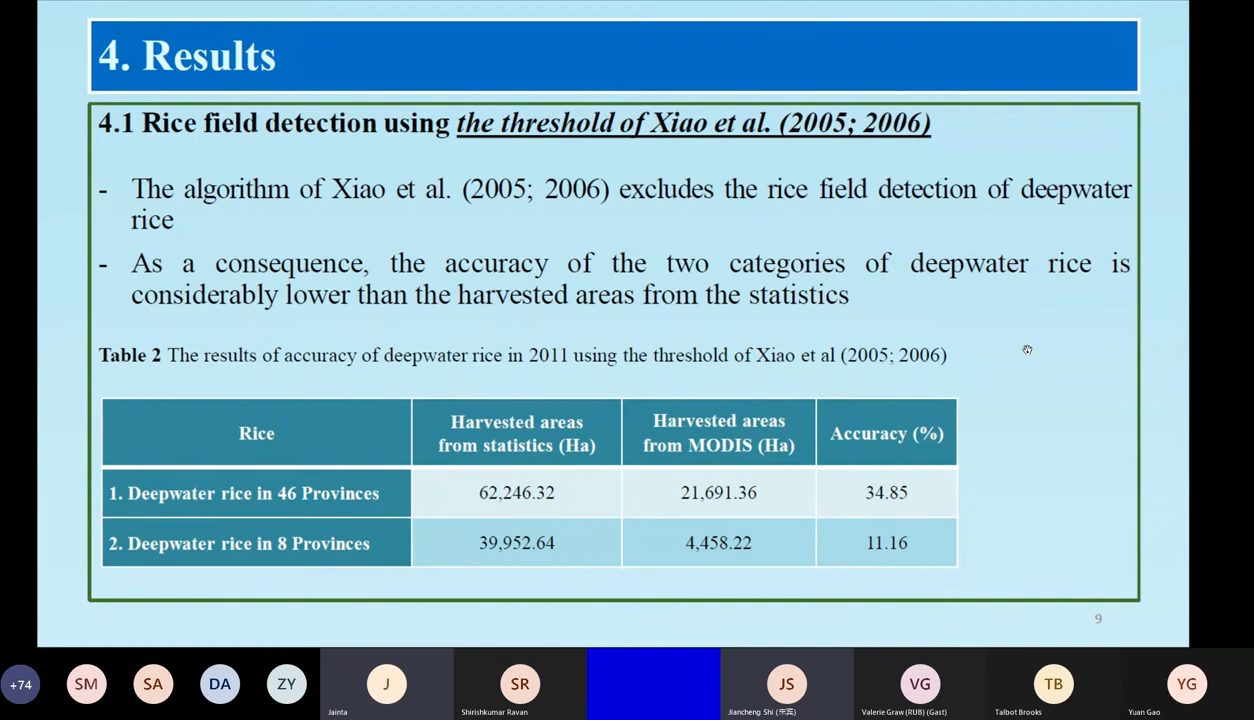 4. Results
4.1 Rice field detection using the threshold of Xiao et al. (2005; 2006)
- The algorithm of Xiao et al. (2005; 2006) excludes the rice field detection of deepwater
rice
- As a consequence, the accuracy of the two categories of deepwater rice is
considerably lower than the harvested areas from the statistics
Table 2 The results of accuracy of deepwater rice in 2011 using the threshold of Xiao et al (2005; 2006)
Rice
Harvested areas
from statistics (Ha)
Harvested areas
from MODIS (Ha)
Accuracy (%)
1. Deepwater rice in 46 Provinces 62,246.32 21,691.36 34.85
2. Deepwater rice in 8 Provinces 39,952.64 4,458.22 11.16
9
+74 SM SA DA ZY J SR JS VG TB YG
Jainta Shirishkumar Ravan Jiancheng Shi (宋宾) Valerie Graw (RUB) (Gast) Talbot Brooks Yuan Gao